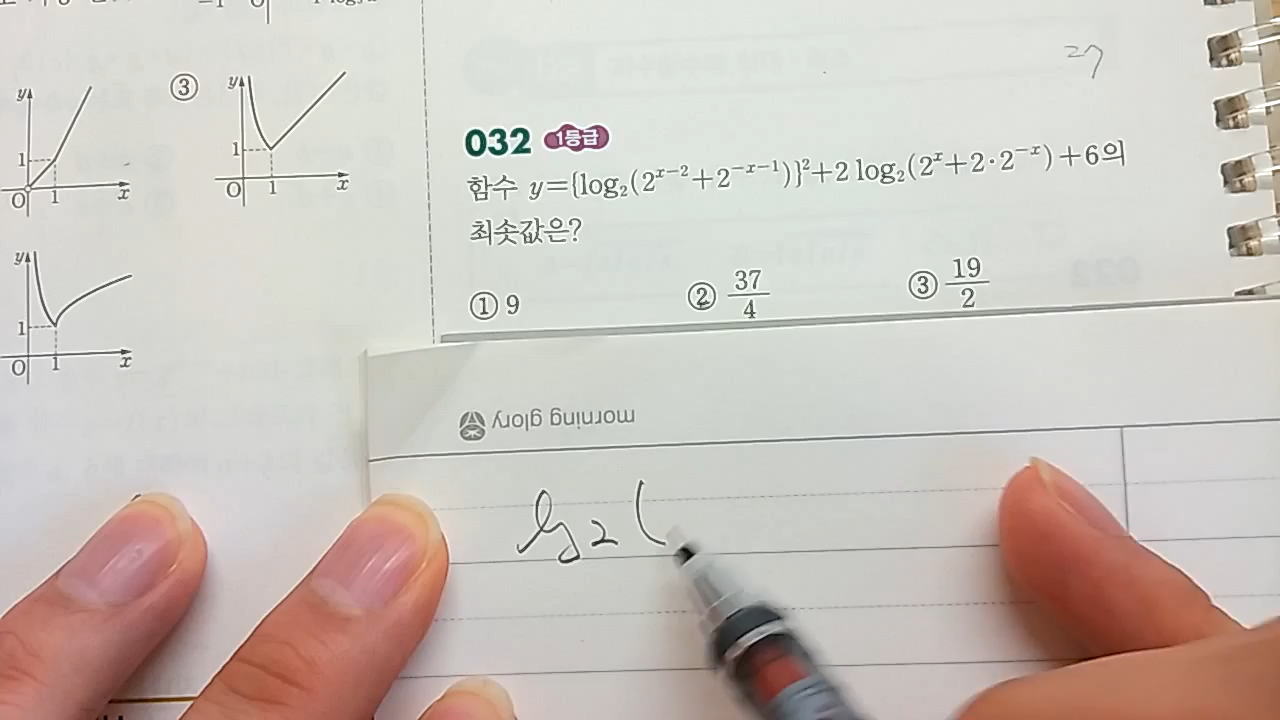 ③
y
1
O
1
x
y
1
O
1
x
y
1
O
1
x
27
032 1등급
함수 y={log₂(2ˣ⁻²+2⁻ˣ⁻¹)}²+2 log₂(2ˣ+2·2⁻ˣ)+6의
최솟값은?
① 9 ② 37/4 ③ 19/2
morning glory
log₂(